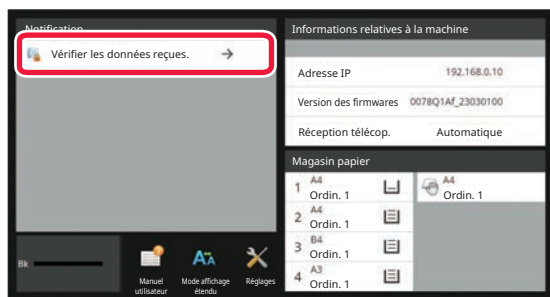 Notification
Vérifier les données reçues.
Informations relatives à la machine
Adresse IP 192.168.0.10
Version des firmwares 0078Q1Af_23030100
Réception télécop. Automatique
Magasin papier
1 A4
Ordin. 1
A4
Ordin. 1
2 A4
Ordin. 1
3 B4
Ordin. 1
4 A3
Ordin. 1
Bk
Manuel
utilisateur
Mode affichage
étendu
Réglages